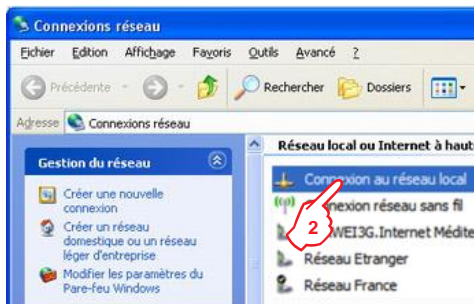 Connexions réseau
Fichier Edition Affichage Favoris Outils Avancé ?
Précédente Rechercher Dossiers
Adresse Connexions réseau
Gestion du réseau
Créer une nouvelle
connexion
Créer un réseau
domestique ou un réseau
léger d'entreprise
Modifier les paramètres du
Pare-feu Windows
Réseau local ou Internet à haut
Connexion au réseau local
nexion réseau sans fil
WEI3G.Internet Médite
Réseau Etranger
Réseau France
2